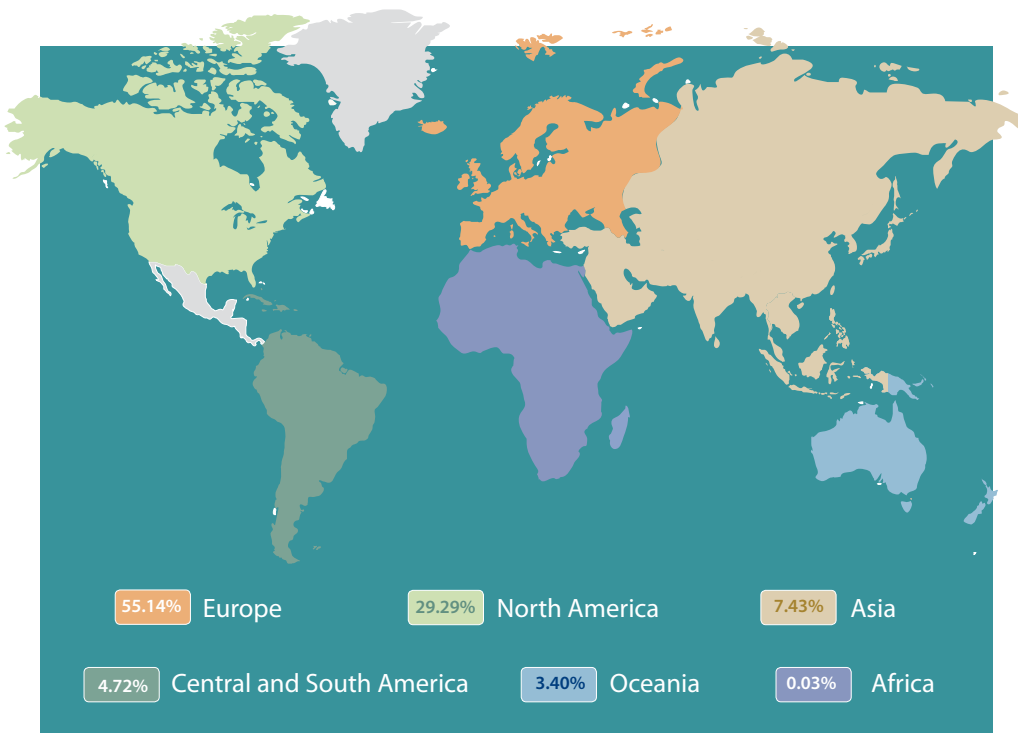 55.14% Europe 29.29% North America 7.43% Asia
4.72% Central and South America 3.40% Oceania 0.03% Africa